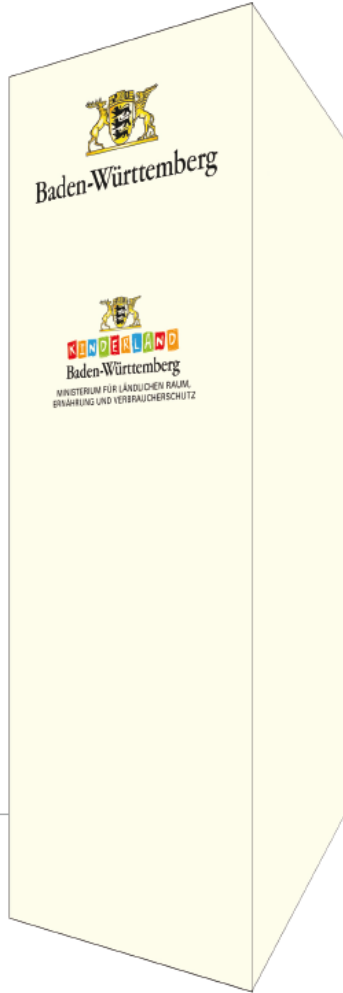 Baden-Württemberg
KINDERLAND
Baden-Württemberg
MINISTERIUM FÜR LÄNDLICHEN RAUM,
ERNÄHRUNG UND VERBRAUCHERSCHUTZ